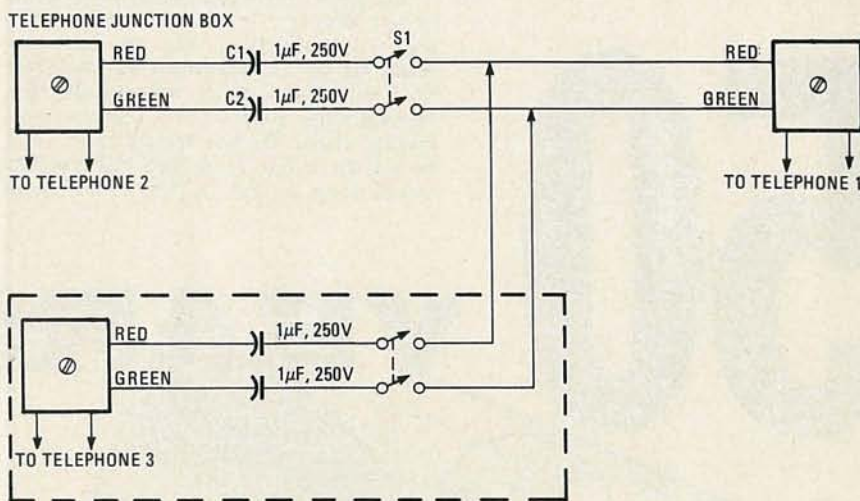 TELEPHONE JUNCTION BOX
RED C1 1μF, 250V S1 RED
GREEN C2 1μF, 250V GREEN
TO TELEPHONE 2 TO TELEPHONE 1
RED 1μF, 250V
GREEN 1μF, 250V
TO TELEPHONE 3